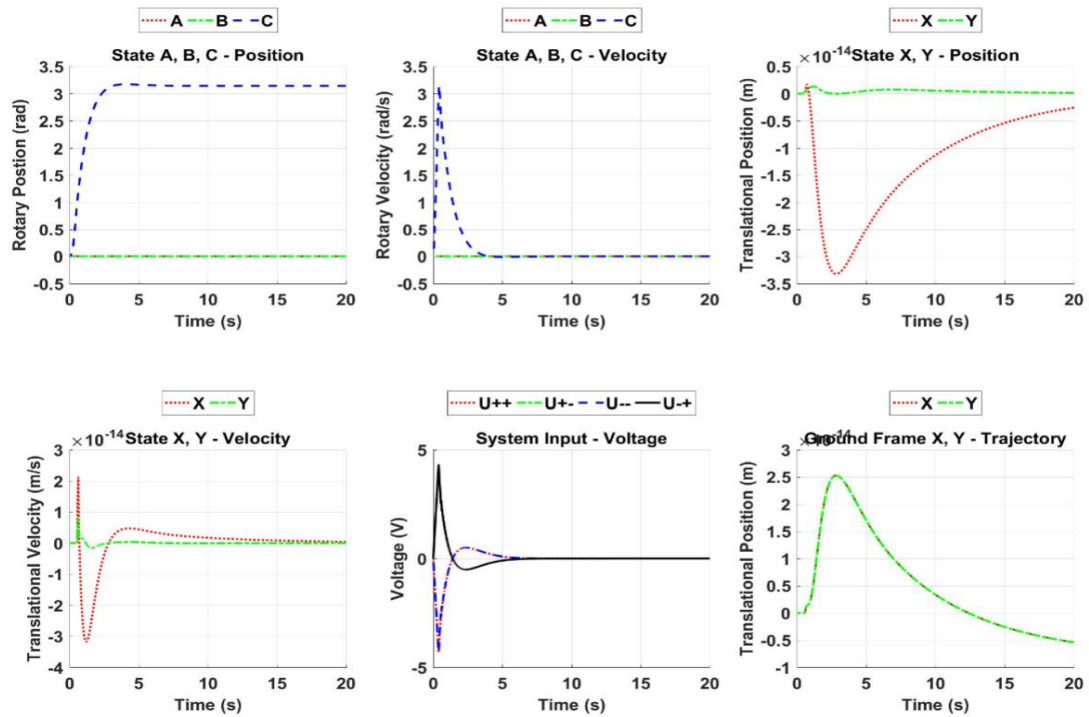 A B C
State A, B, C - Position
Rotary Postion (rad)
3.5
3
2.5
2
1.5
1
0.5
0
-0.5
0 5 10 15 20
Time (s)
A B C
State A, B, C - Velocity
Rotary Velocity (rad/s)
3.5
3
2.5
2
1.5
1
0.5
0
-0.5
0 5 10 15 20
Time (s)
X Y
×10-14
State X, Y - Position
Translational Position (m)
0.5
0
-0.5
-1
-1.5
-2
-2.5
-3
-3.5
0 5 10 15 20
Time (s)
X Y
×10-14
State X, Y - Velocity
Translational Velocity (m/s)
3
2
1
0
-1
-2
-3
-4
0 5 10 15 20
Time (s)
U++ U+- U-- U-+
System Input - Voltage
Voltage (V)
5
0
-5
0 5 10 15 20
Time (s)
X Y
×10-14
Ground Frame X, Y - Trajectory
Translational Position (m)
3
2.5
2
1.5
1
0.5
0
-0.5
-1
0 5 10 15 20
Time (s)